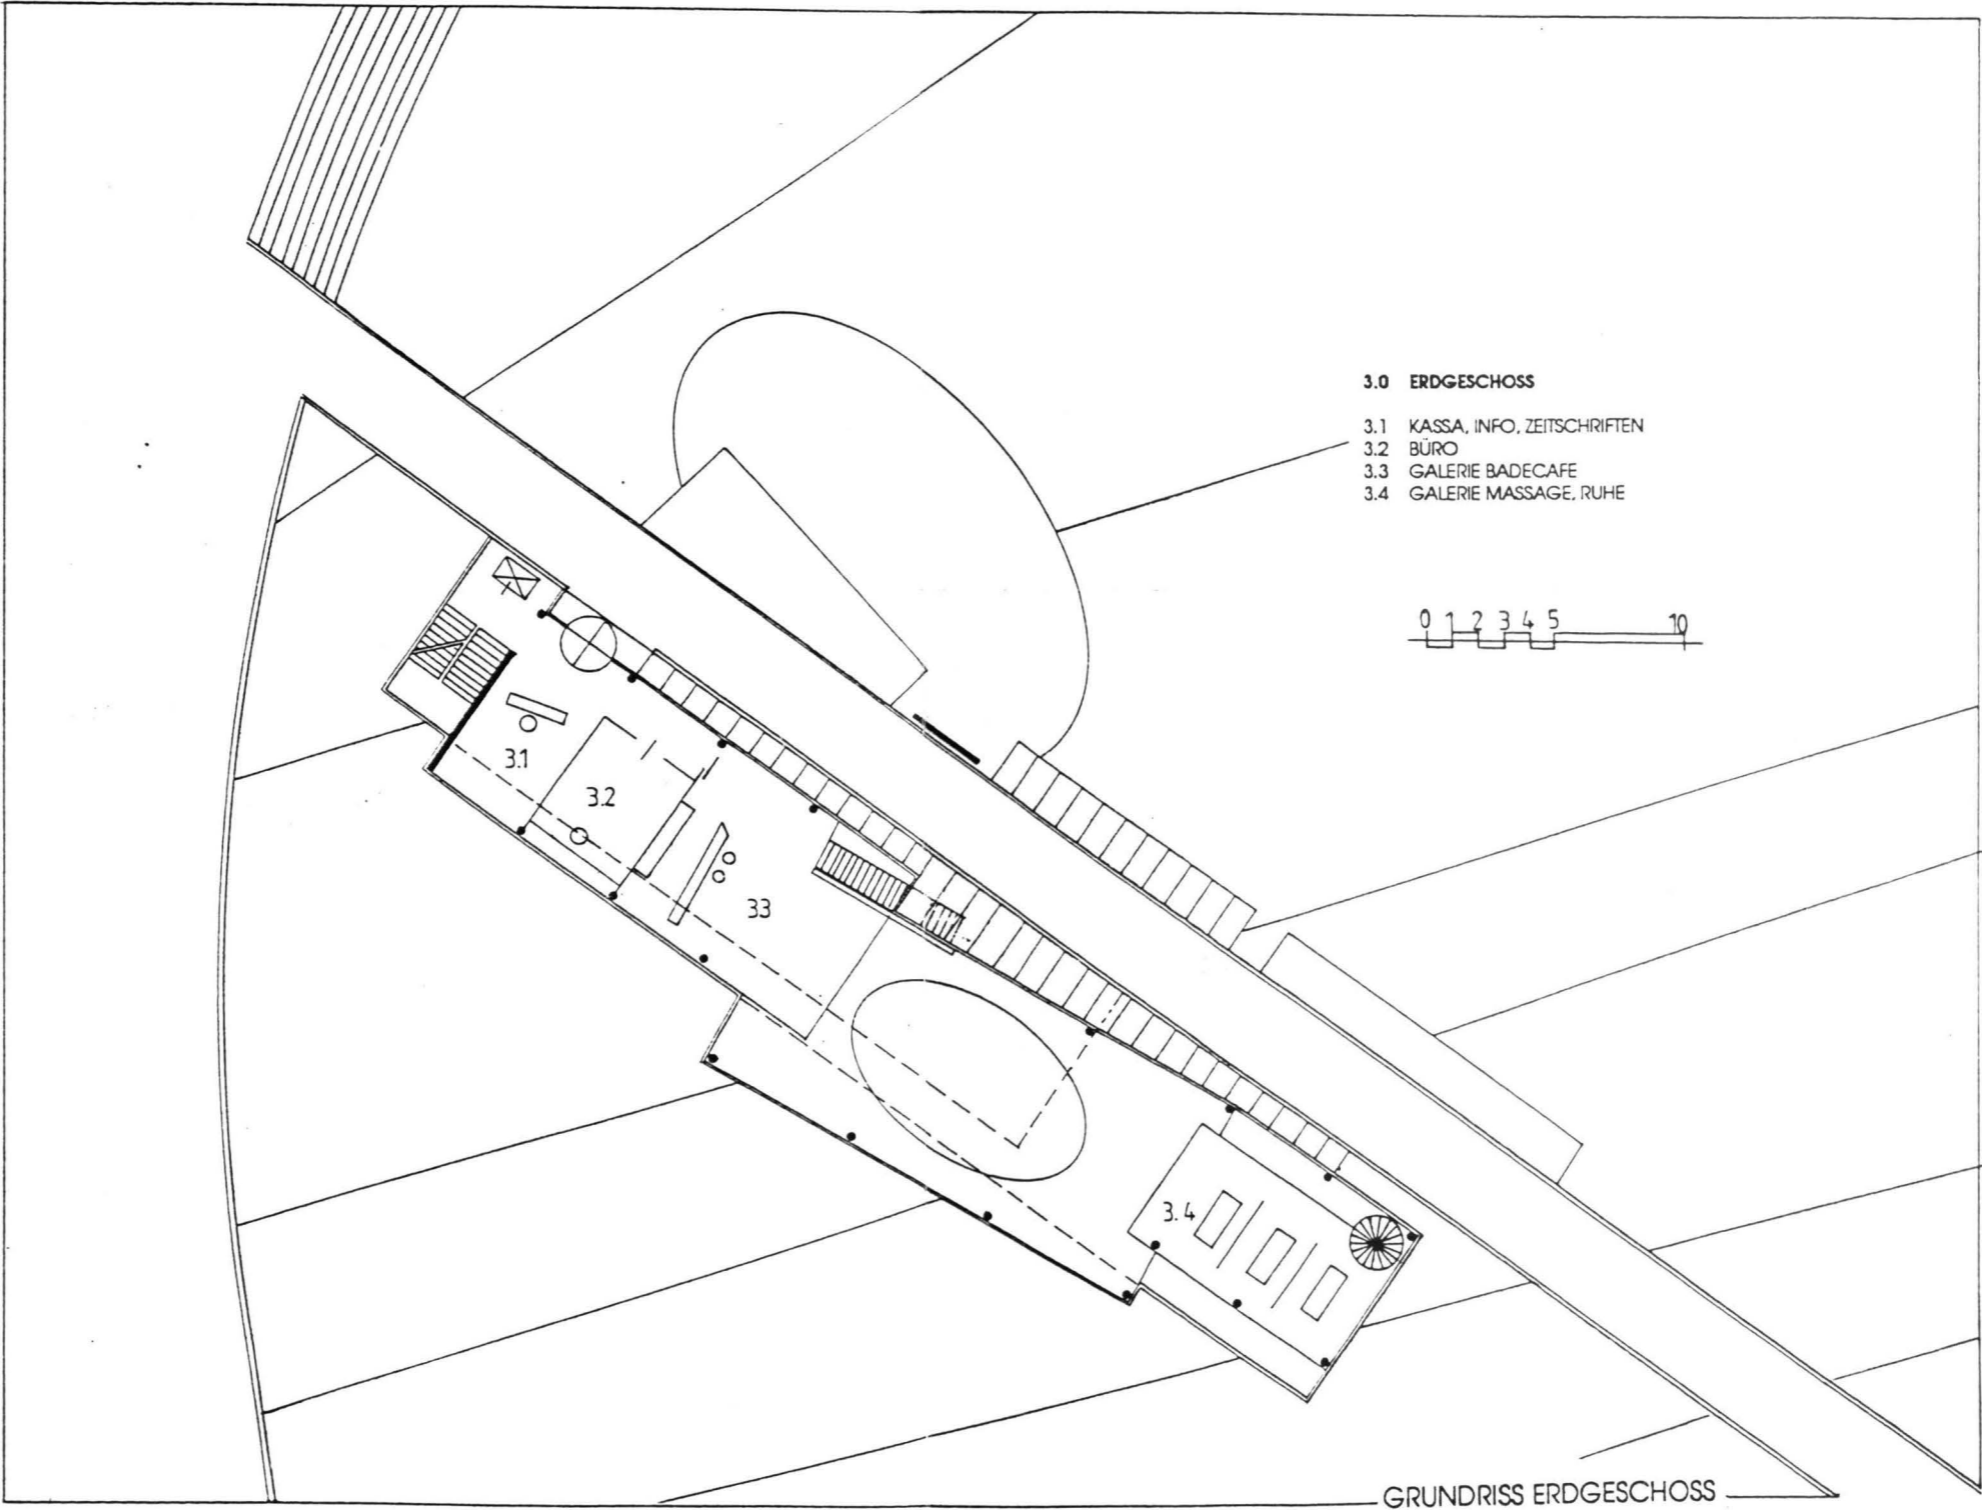 3.0 ERDGESCHOSS
3.1 KASSA, INFO, ZEITSCHRIFTEN
3.2 BÜRO
3.3 GALERIE BADECAFE
3.4 GALERIE MASSAGE, RUHE
0 1 2 3 4 5 10
3.1
3.2
33
3.4
GRUNDRISS ERDGESCHOSS